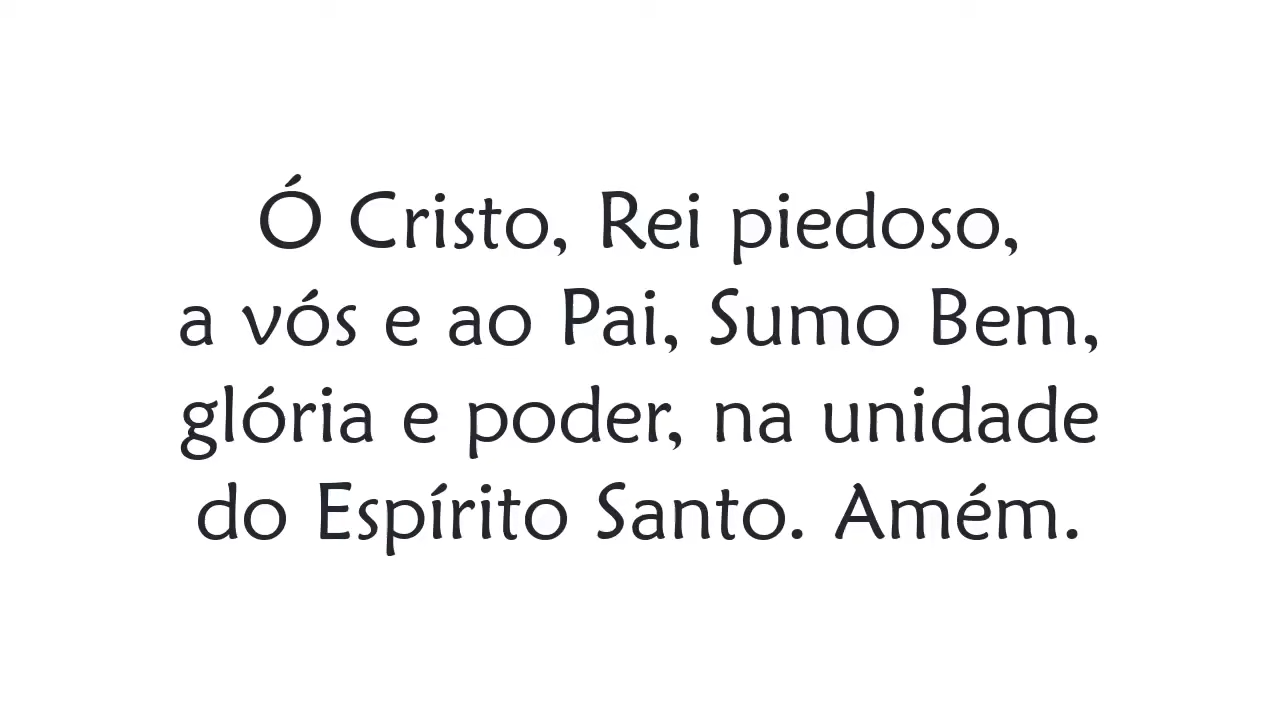 Ó Cristo, Rei piedoso,
a vós e ao Pai, Sumo Bem,
glória e poder, na unidade
do Espírito Santo. Amém.